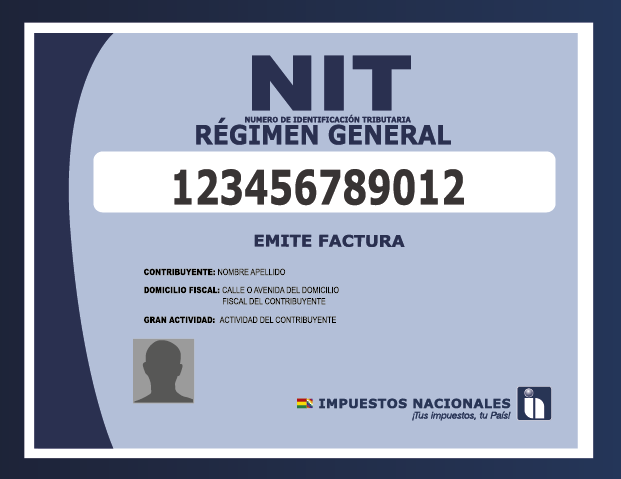 NIT
NUMERO DE IDENTIFICACIÓN TRIBUTARIA
RÉGIMEN GENERAL
123456789012
EMITE FACTURA
CONTRIBUYENTE: NOMBRE APELLIDO
DOMICILIO FISCAL: CALLE O AVENIDA DEL DOMICILIO
FISCAL DEL CONTRIBUYENTE
GRAN ACTIVIDAD: ACTIVIDAD DEL CONTRIBUYENTE
IMPUESTOS NACIONALES
¡Tus impuestos, tu País!
in